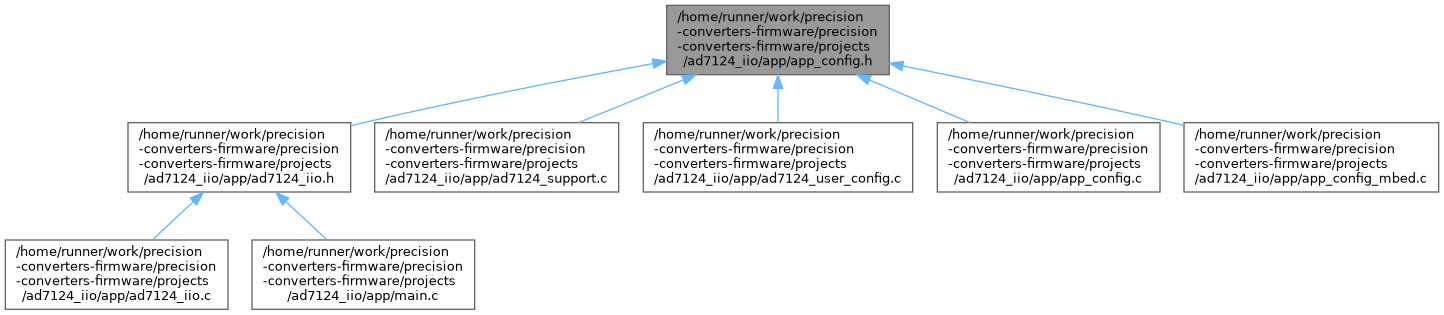 /home/runner/work/precision
-converters-firmware/precision
-converters-firmware/projects
/ad7124_iio/app/app_config.h
/home/runner/work/precision
-converters-firmware/precision
-converters-firmware/projects
/ad7124_iio/app/ad7124_iio.h
/home/runner/work/precision
-converters-firmware/precision
-converters-firmware/projects
/ad7124_iio/app/ad7124_support.c
/home/runner/work/precision
-converters-firmware/precision
-converters-firmware/projects
/ad7124_iio/app/ad7124_user_config.c
/home/runner/work/precision
-converters-firmware/precision
-converters-firmware/projects
/ad7124_iio/app/app_config.c
/home/runner/work/precision
-converters-firmware/precision
-converters-firmware/projects
/ad7124_iio/app/app_config_mbed.c
/home/runner/work/precision
-converters-firmware/precision
-converters-firmware/projects
/ad7124_iio/app/ad7124_iio.c
/home/runner/work/precision
-converters-firmware/precision
-converters-firmware/projects
/ad7124_iio/app/main.c